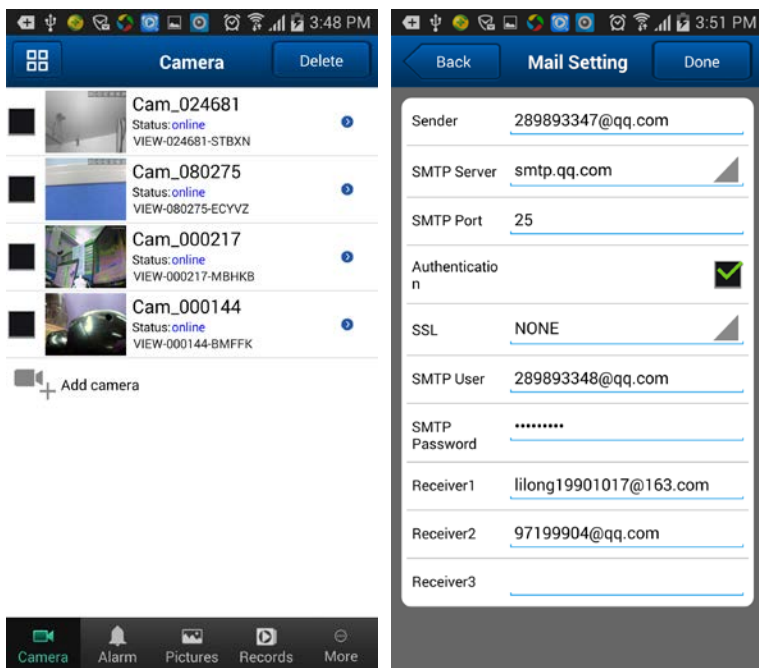 3:48 PM
Camera
Delete
Cam_024681
Status:online
VIEW-024681-STBXN
Cam_080275
Status:online
VIEW-080275-ECYVZ
Cam_000217
Status:online
VIEW-000217-MBHKB
Cam_000144
Status:online
VIEW-000144-BMFFK
Add camera
Camera
Alarm
Pictures
Records
More
3:51 PM
Back
Mail Setting
Done
Sender
289893347@qq.com
SMTP Server
smtp.qq.com
SMTP Port
25
Authenticatio
n
SSL
NONE
SMTP User
289893348@qq.com
SMTP
Password
•••••••••
Receiver1
lilong19901017@163.com
Receiver2
97199904@qq.com
Receiver3